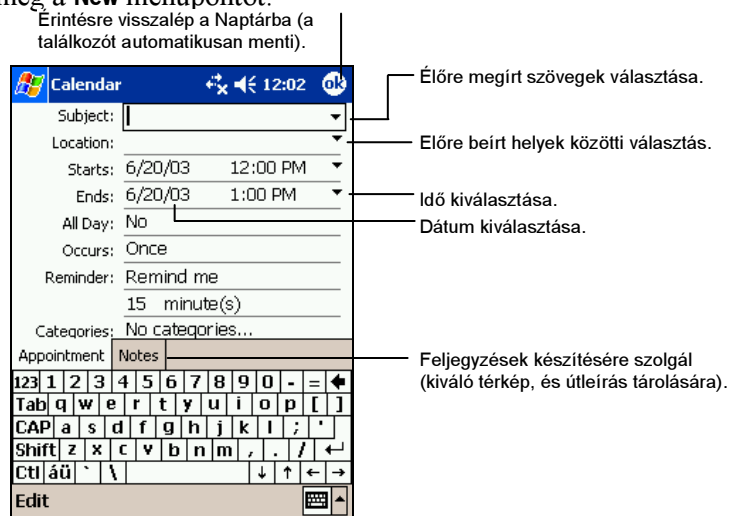 meg a New menüpontot.
Érintésre visszalép a Naptárba (a
találkozót automatikusan menti).
Calendar 12:02 ok
Élőre megírt szövegek választása.
Subject:
Location:
Előre beírt helyek közötti választás.
Starts: 6/20/03 12:00 PM
Ends: 6/20/03 1:00 PM
Idő kiválasztása.
All Day: No
Dátum kiválasztása.
Occurs: Once
Reminder: Remind me
15 minute(s)
Categories: No categories...
Appointment Notes
Feljegyzések készítésére szolgál
(kiváló térkép, és útleírás tárolására).
123 1 2 3 4 5 6 7 8 9 0 - = 🡄
Tab q w e r t y u i o p [ ]
CAP a s d f g h j k l ; '
Shift z x c v b n m , . / ↵
Ctl áü ` \ ↓ ↑ ← →
Edit